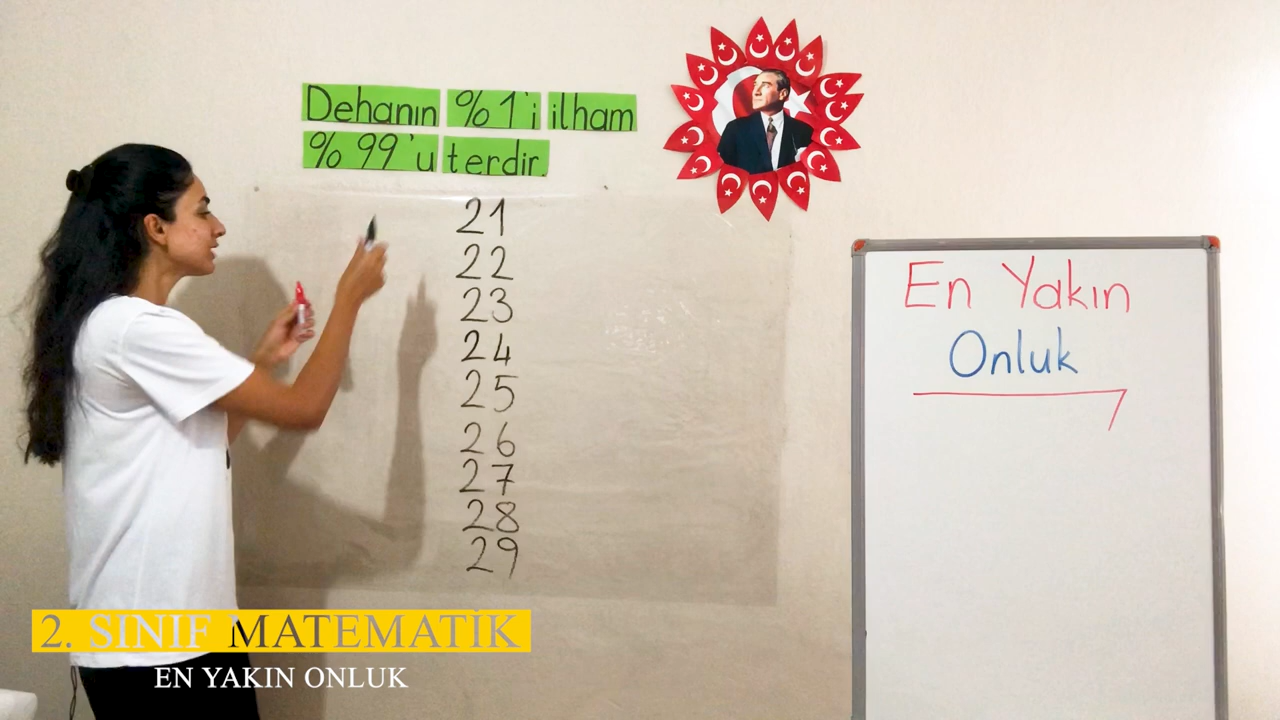 Dehanın %1'i ilham
%99'u terdir.
21
22
23
24
25
26
27
28
29
En Yakın
Onluk
2. SINIF MATEMATİK
EN YAKIN ONLUK